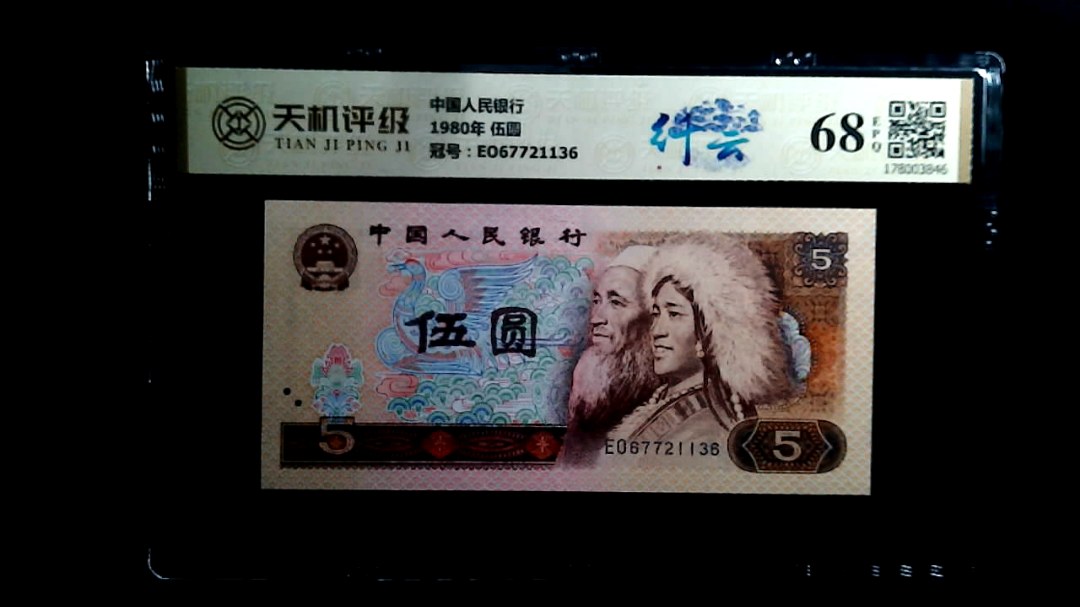 天机评级
TIAN JI PING JI
中国人民银行
1980年 伍圆
冠号：EO67721136
纤云
68
EPQ
178003846
中国人民银行
5
伍圆
5
EO67721136
5